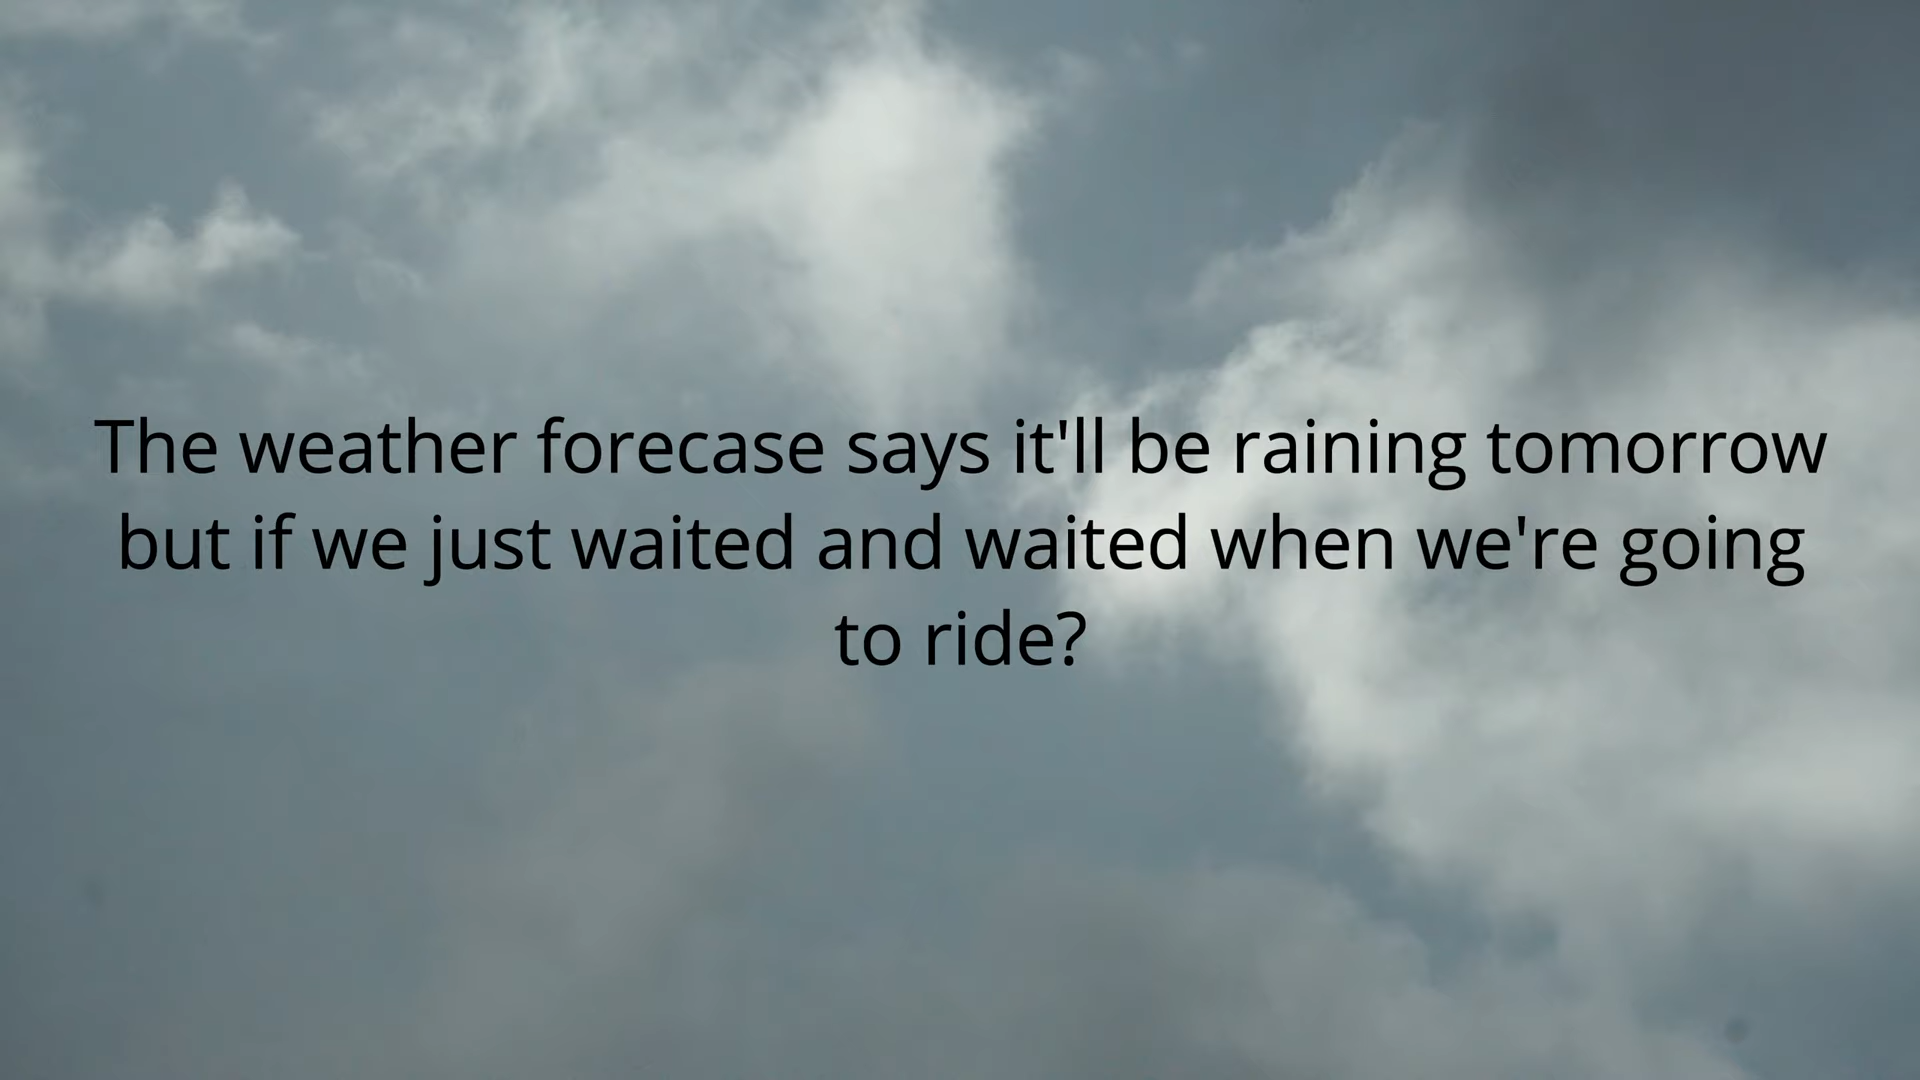 The weather forecase says it'll be raining tomorrow
but if we just waited and waited when we're going
to ride?